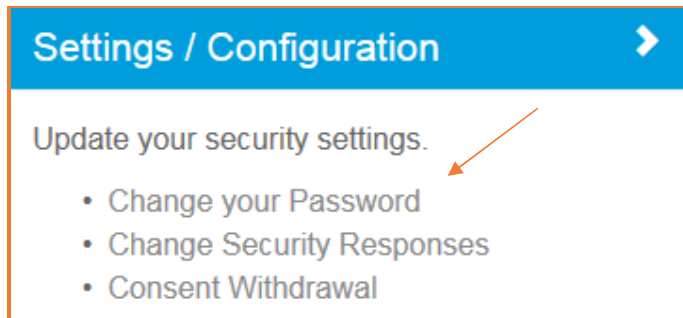 Settings / Configuration
Update your security settings.
• Change your Password
• Change Security Responses
• Consent Withdrawal